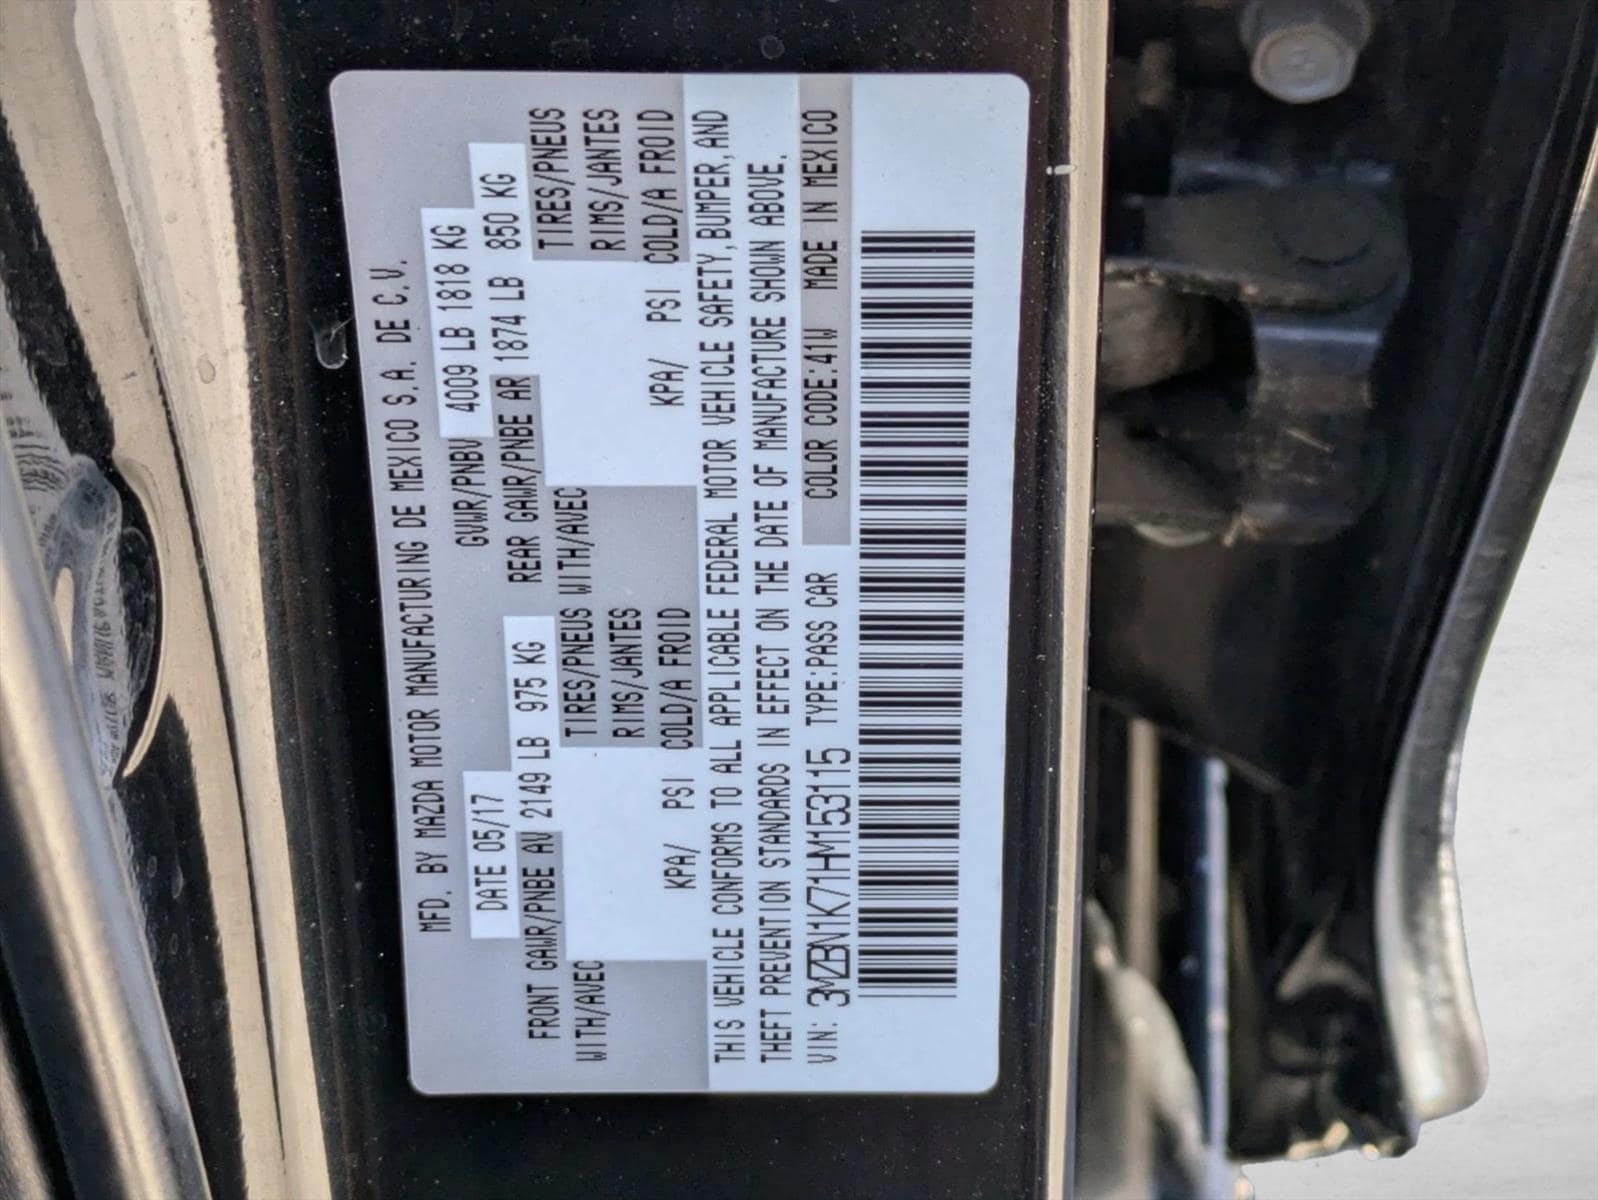 MFD. BY MAZDA MOTOR MANUFACTURING DE MEXICO S.A. DE C.V.
DATE 05/17 GVWR/PNBV 4009 LB 1818 KG
FRONT GAWR/PNBE AV 2149 LB 975 KG REAR GAWR/PNBE AR 1874 LB 850 KG
WITH/AVEC TIRES/PNEUS WITH/AVEC TIRES/PNEUS
RIMS/JANTES RIMS/JANTES
KPA/ PSI COLD/A FROID KPA/ PSI COLD/A FROID
THIS VEHICLE CONFORMS TO ALL APPLICABLE FEDERAL MOTOR VEHICLE SAFETY, BUMPER, AND
THEFT PREVENTION STANDARDS IN EFFECT ON THE DATE OF MANUFACTURE SHOWN ABOVE.
VIN: 3MZBN1K71HM153115 TYPE:PASS CAR COLOR CODE:41W MADE IN MEXICO